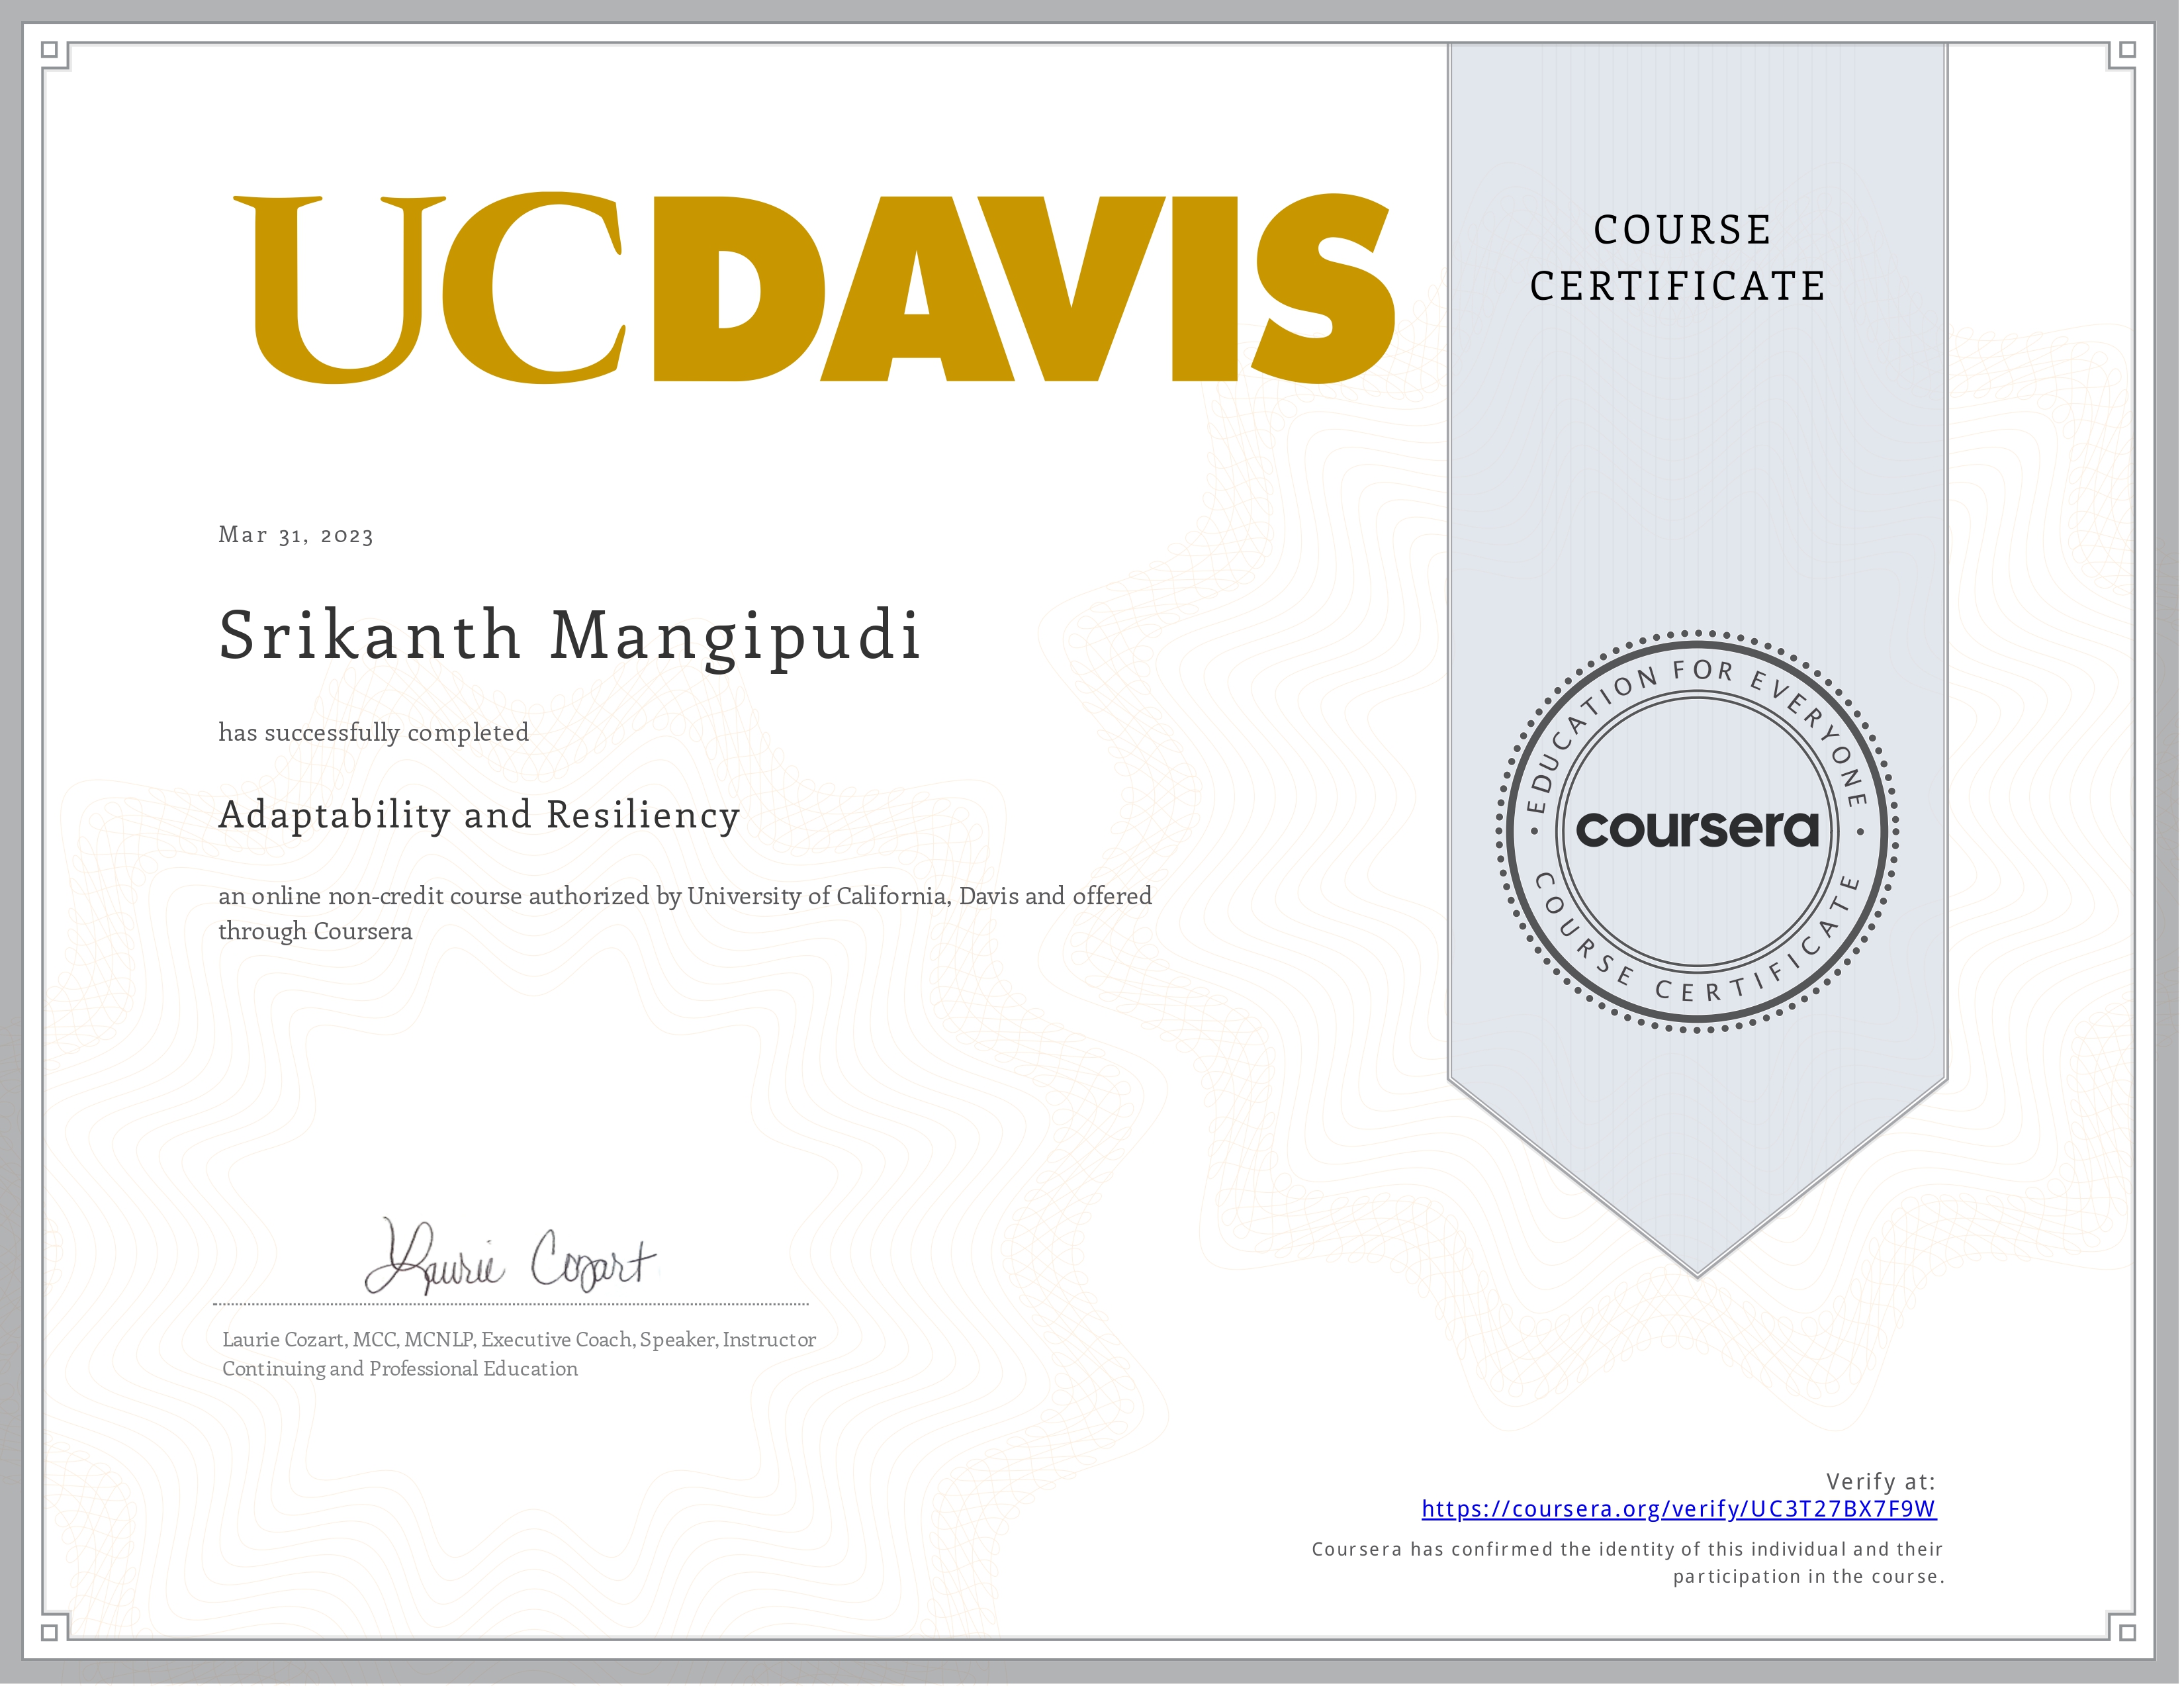 UCDAVIS
COURSE
CERTIFICATE
Mar 31, 2023
Srikanth Mangipudi
has successfully completed
Adaptability and Resiliency
an online non-credit course authorized by University of California, Davis and offered
through Coursera
EDUCATION FOR EVERYONE
coursera
COURSE CERTIFICATE
Laurie Cozart
Laurie Cozart, MCC, MCNLP, Executive Coach, Speaker, Instructor
Continuing and Professional Education
Verify at:
https://coursera.org/verify/UC3T27BX7F9W
Coursera has confirmed the identity of this individual and their
participation in the course.